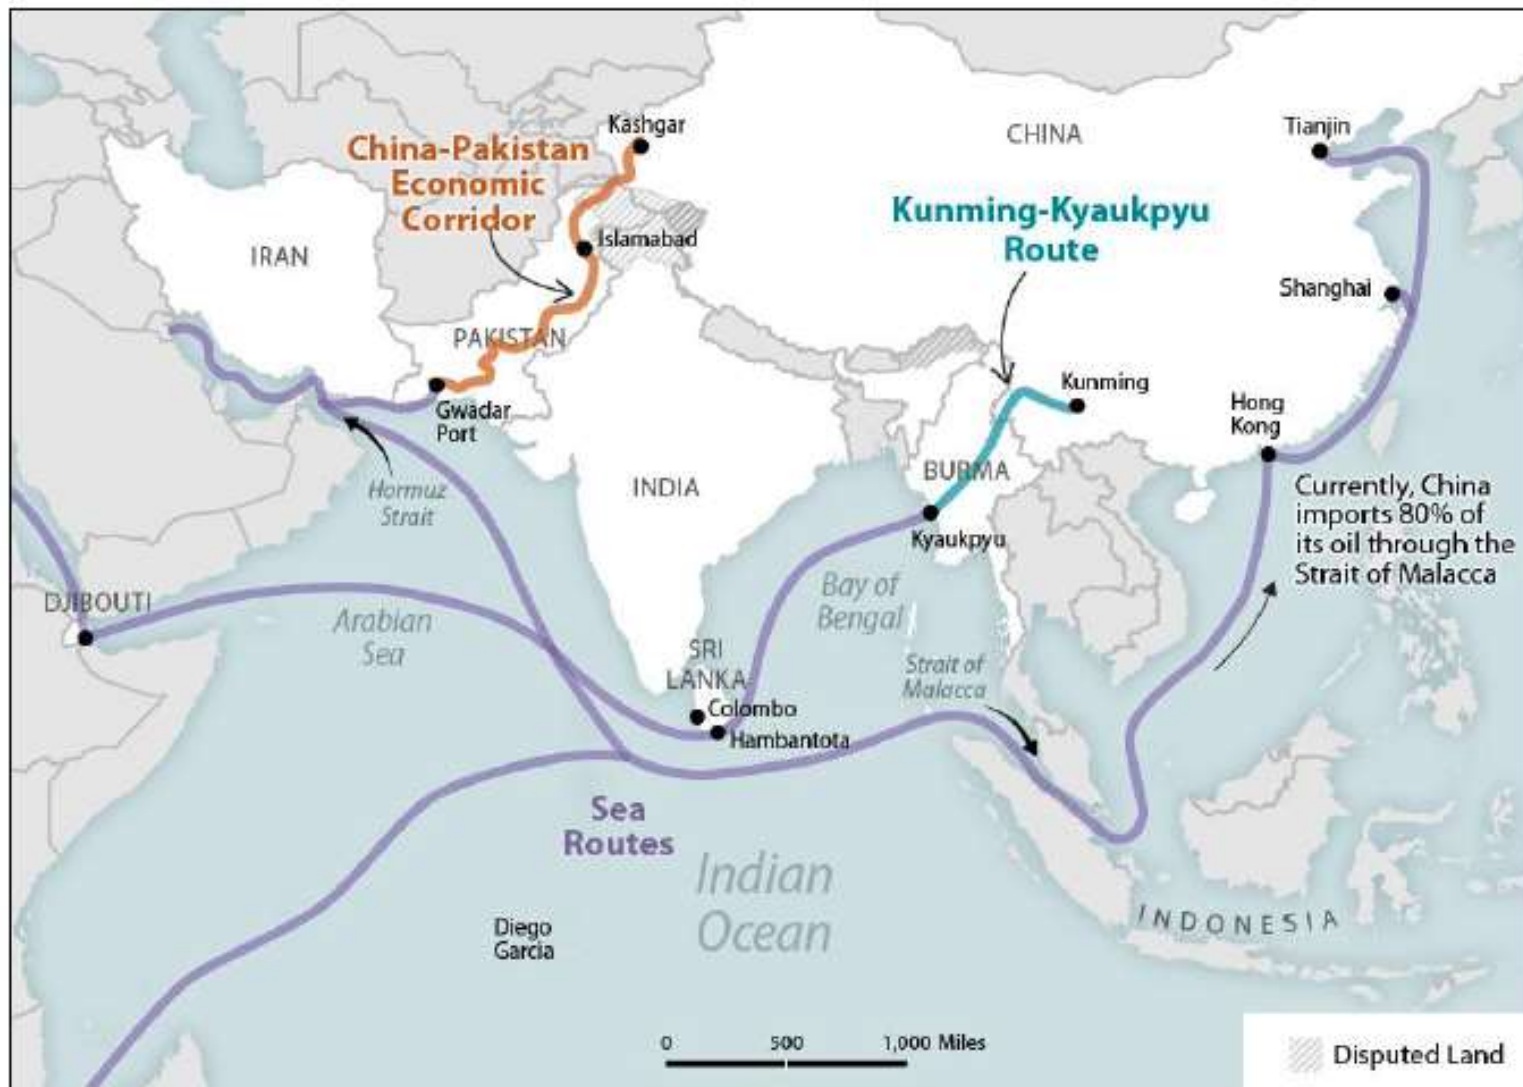 Kashgar
China-Pakistan
Economic
Corridor
CHINA
Tianjin
Kunming-Kyaukpyu
Route
IRAN
Islamabad
Shanghai
PAKISTAN
Kunming
Gwadar
Port
Hong
Kong
Hormuz
Strait
INDIA
BURMA
Kyaukpyu
Currently, China
imports 80% of
its oil through the
Strait of Malacca
DJIBOUTI
Arabian
Sea
Bay of
Bengal
SRI
LANKA
Strait of
Malacca
Colombo
Hambantota
Sea
Routes
Indian
Ocean
Diego
Garcia
INDONESIA
0 500 1,000 Miles
Disputed Land